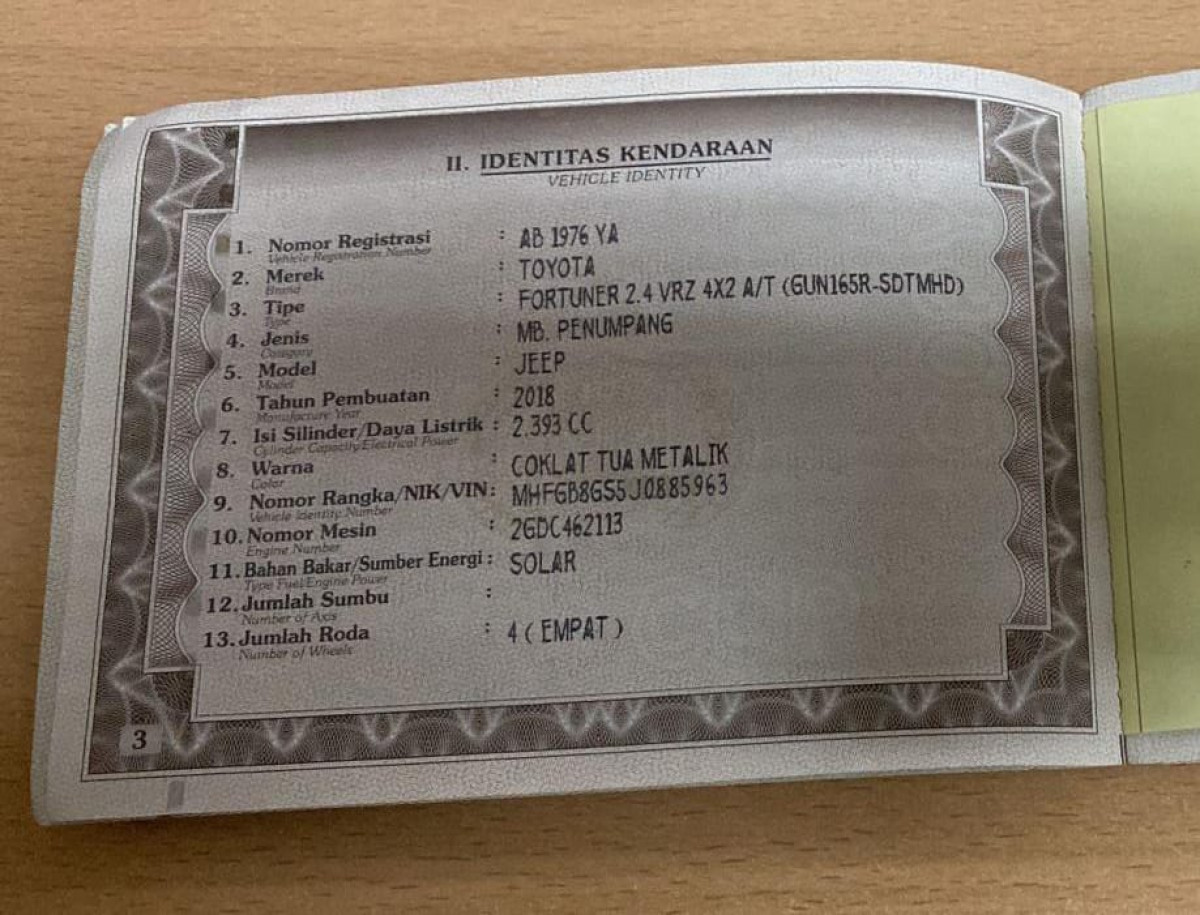 II. IDENTITAS KENDARAAN
VEHICLE IDENTITY
1. Nomor Registrasi : AB 1976 YA
Vehicle Registration Number
2. Merek : TOYOTA
Brand
3. Tipe : FORTUNER 2.4 VRZ 4X2 A/T (GUN165R-SDTMHD)
Type
4. Jenis : MB. PENUMPANG
Category
5. Model : JEEP
Model
6. Tahun Pembuatan : 2018
Manufacture Year
7. Isi Silinder/Daya Listrik : 2.393 CC
Cylinder Capacity/Electrical Power
8. Warna : COKLAT TUA METALIK
Color
9. Nomor Rangka/NIK/VIN : MHFGB8GS5J0885963
Vehicle Identity Number
10. Nomor Mesin : 2GDC462113
Engine Number
11. Bahan Bakar/Sumber Energi : SOLAR
Type Fuel/Engine Power
12. Jumlah Sumbu :
Number of Axis
13. Jumlah Roda : 4 ( EMPAT )
Number of Wheels
3